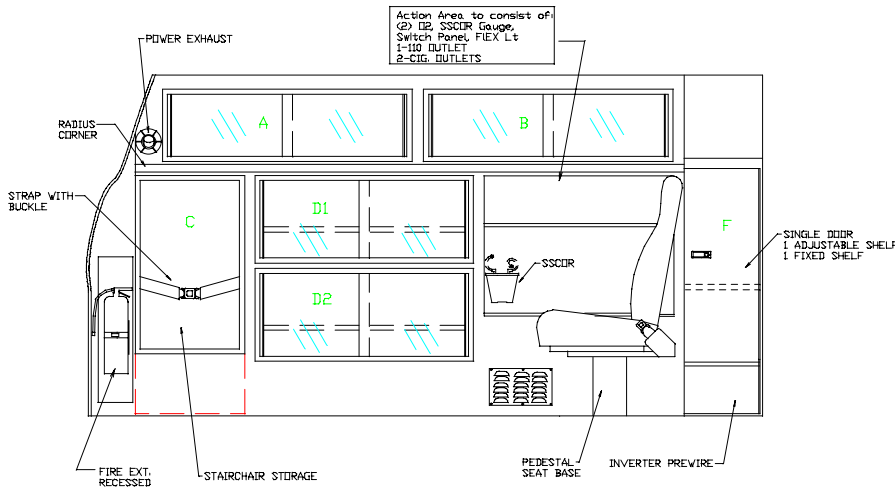 Action Area to consist of:
(2) O2, SSCOR Gauge,
Switch Panel, FlEX Lt
1-110 OUTLET
2-CIG. OUTLETS
POWER EXHAUST
RADIUS
CORNER
A
B
STRAP WITH
BUCKLE
C
D1
D2
SSCOR
F
SINGLE DOOR
1 ADJUSTABLE SHELF
1 FIXED SHELF
FIRE EXT.
RECESSED
STAIRCHAIR STORAGE
PEDESTAL
SEAT BASE
INVERTER PREWIRE